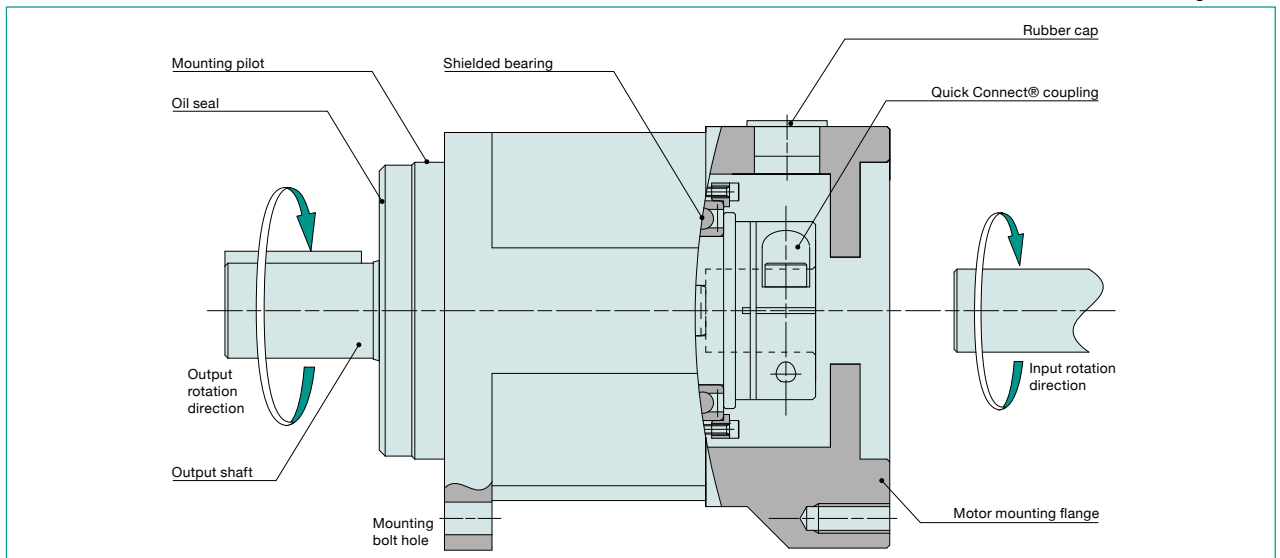 Rubber cap
Mounting pilot
Shielded bearing
Quick Connect® coupling
Oil seal
Output
rotation
direction
Input rotation
direction
Output shaft
Mounting
bolt hole
Motor mounting flange